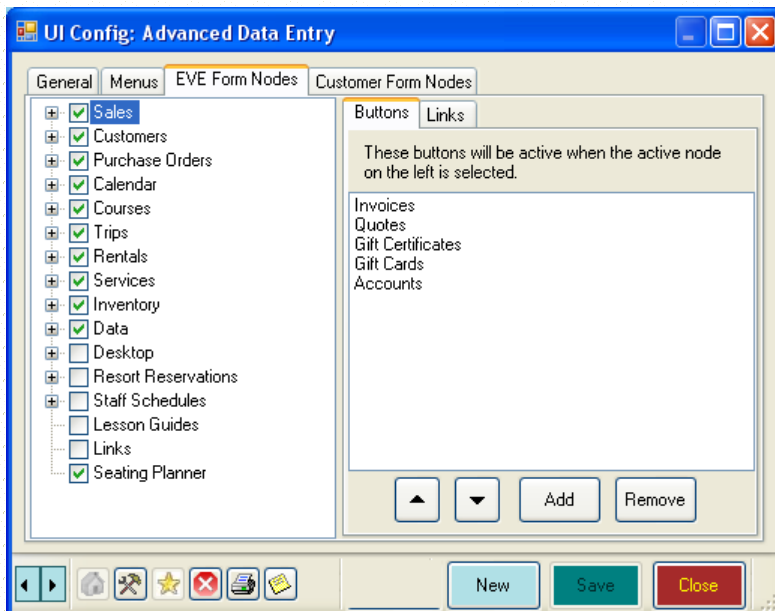 UI Config: Advanced Data Entry
General Menus EVE Form Nodes Customer Form Nodes
Sales
Customers
Purchase Orders
Calendar
Courses
Trips
Rentals
Services
Inventory
Data
Desktop
Resort Reservations
Staff Schedules
Lesson Guides
Links
Seating Planner
Buttons Links
These buttons will be active when the active node
on the left is selected.
Invoices
Quotes
Gift Certificates
Gift Cards
Accounts
Add Remove
New Save Close